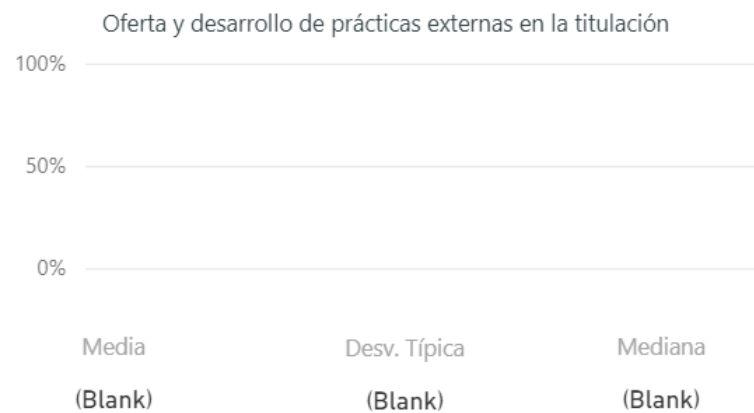 Oferta y desarrollo de prácticas externas en la titulación
100%
50%
0%
Media Desv. Típica Mediana
(Blank) (Blank) (Blank)